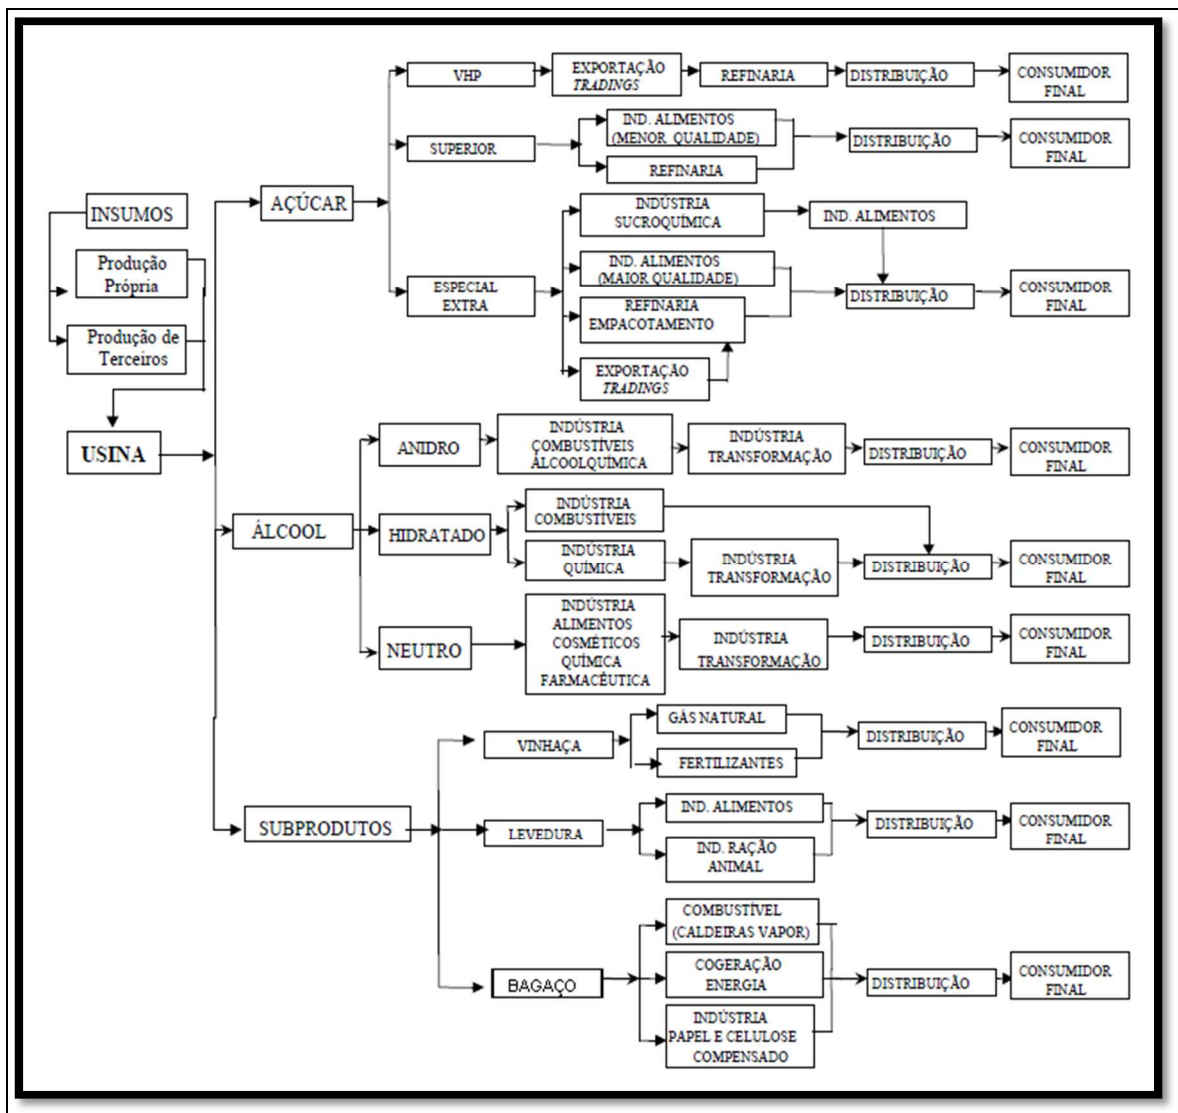 INSUMOS
Produção
Própria
Produção de
Terceiros
USINA
AÇÚCAR
VHP
EXPORTAÇÃO
TRADINGS
REFINARIA
DISTRIBUIÇÃO
CONSUMIDOR
FINAL
SUPERIOR
IND. ALIMENTOS
(MENOR QUALIDADE)
REFINARIA
DISTRIBUIÇÃO
CONSUMIDOR
FINAL
ESPECIAL
EXTRA
INDÚSTRIA
SUCROQUÍMICA
IND. ALIMENTOS
IND. ALIMENTOS
(MAIOR QUALIDADE)
REFINARIA
EMPACOTAMENTO
EXPORTAÇÃO
TRADINGS
DISTRIBUIÇÃO
CONSUMIDOR
FINAL
ÁLCOOL
ANIDRO
INDÚSTRIA
COMBUSTÍVEIS
ÁLCOOLQUÍMICA
INDÚSTRIA
TRANSFORMAÇÃO
DISTRIBUIÇÃO
CONSUMIDOR
FINAL
HIDRATADO
INDÚSTRIA
COMBUSTÍVEIS
INDÚSTRIA
QUÍMICA
INDÚSTRIA
TRANSFORMAÇÃO
DISTRIBUIÇÃO
CONSUMIDOR
FINAL
NEUTRO
INDÚSTRIA
ALIMENTOS
COSMÉTICOS
QUÍMICA
FARMACÊUTICA
INDÚSTRIA
TRANSFORMAÇÃO
DISTRIBUIÇÃO
CONSUMIDOR
FINAL
SUBPRODUTOS
VINHAÇA
GÁS NATURAL
FERTILIZANTES
DISTRIBUIÇÃO
CONSUMIDOR
FINAL
LEVEDURA
IND. ALIMENTOS
IND. RAÇÃO
ANIMAL
DISTRIBUIÇÃO
CONSUMIDOR
FINAL
BAGAÇO
COMBUSTÍVEL
(CALDEIRAS VAPOR)
COGERAÇÃO
ENERGIA
INDÚSTRIA
PAPEL E CELULOSE
COMPENSADO
DISTRIBUIÇÃO
CONSUMIDOR
FINAL